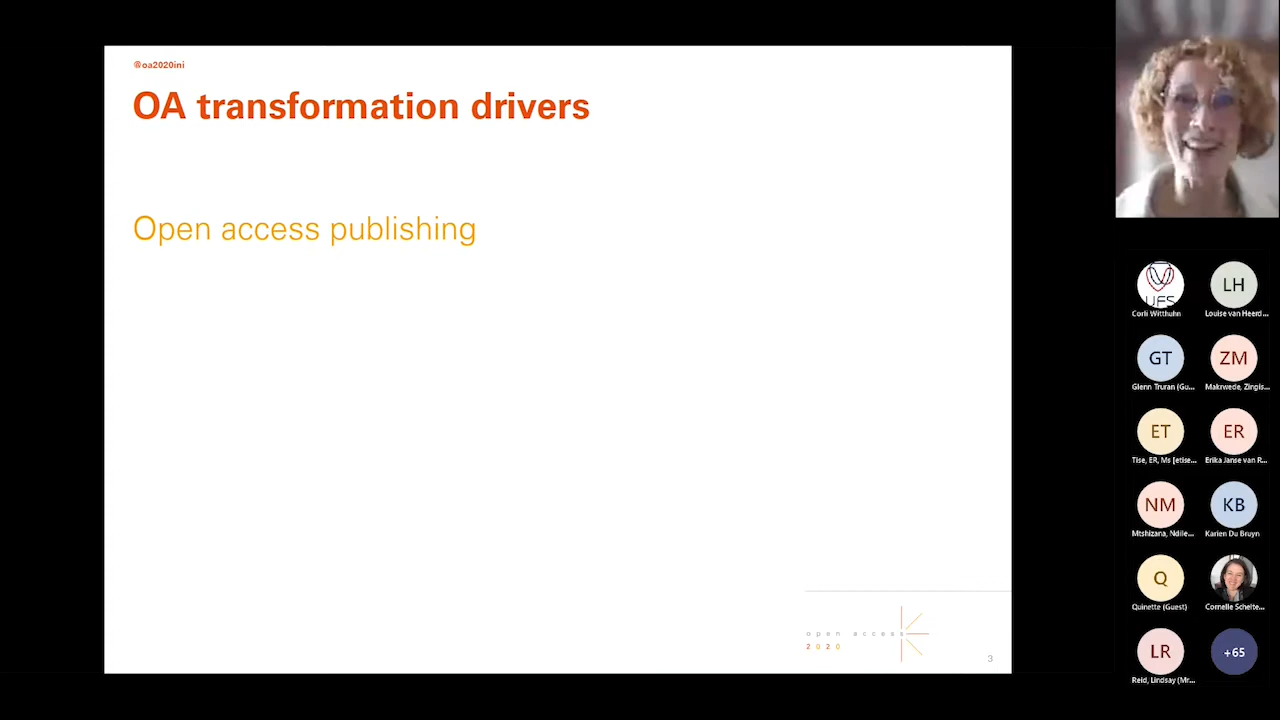 @oa2020ini
OA transformation drivers
Open access publishing
open access
2020
3
UFS
LH
Corli Witthuhn
Louise van Heerd...
GT
ZM
Glenn Truran (Gu...
Makrwede, Zingis...
ET
ER
Tise, ER, Ms [etise...
Erika Janse van R...
NM
KB
Mtshizana, Ndile...
Karien Du Bruyn
Q
Quinette (Guest)
Cornelle Scholte...
LR
+65
Reid, Lindsay (Mr...